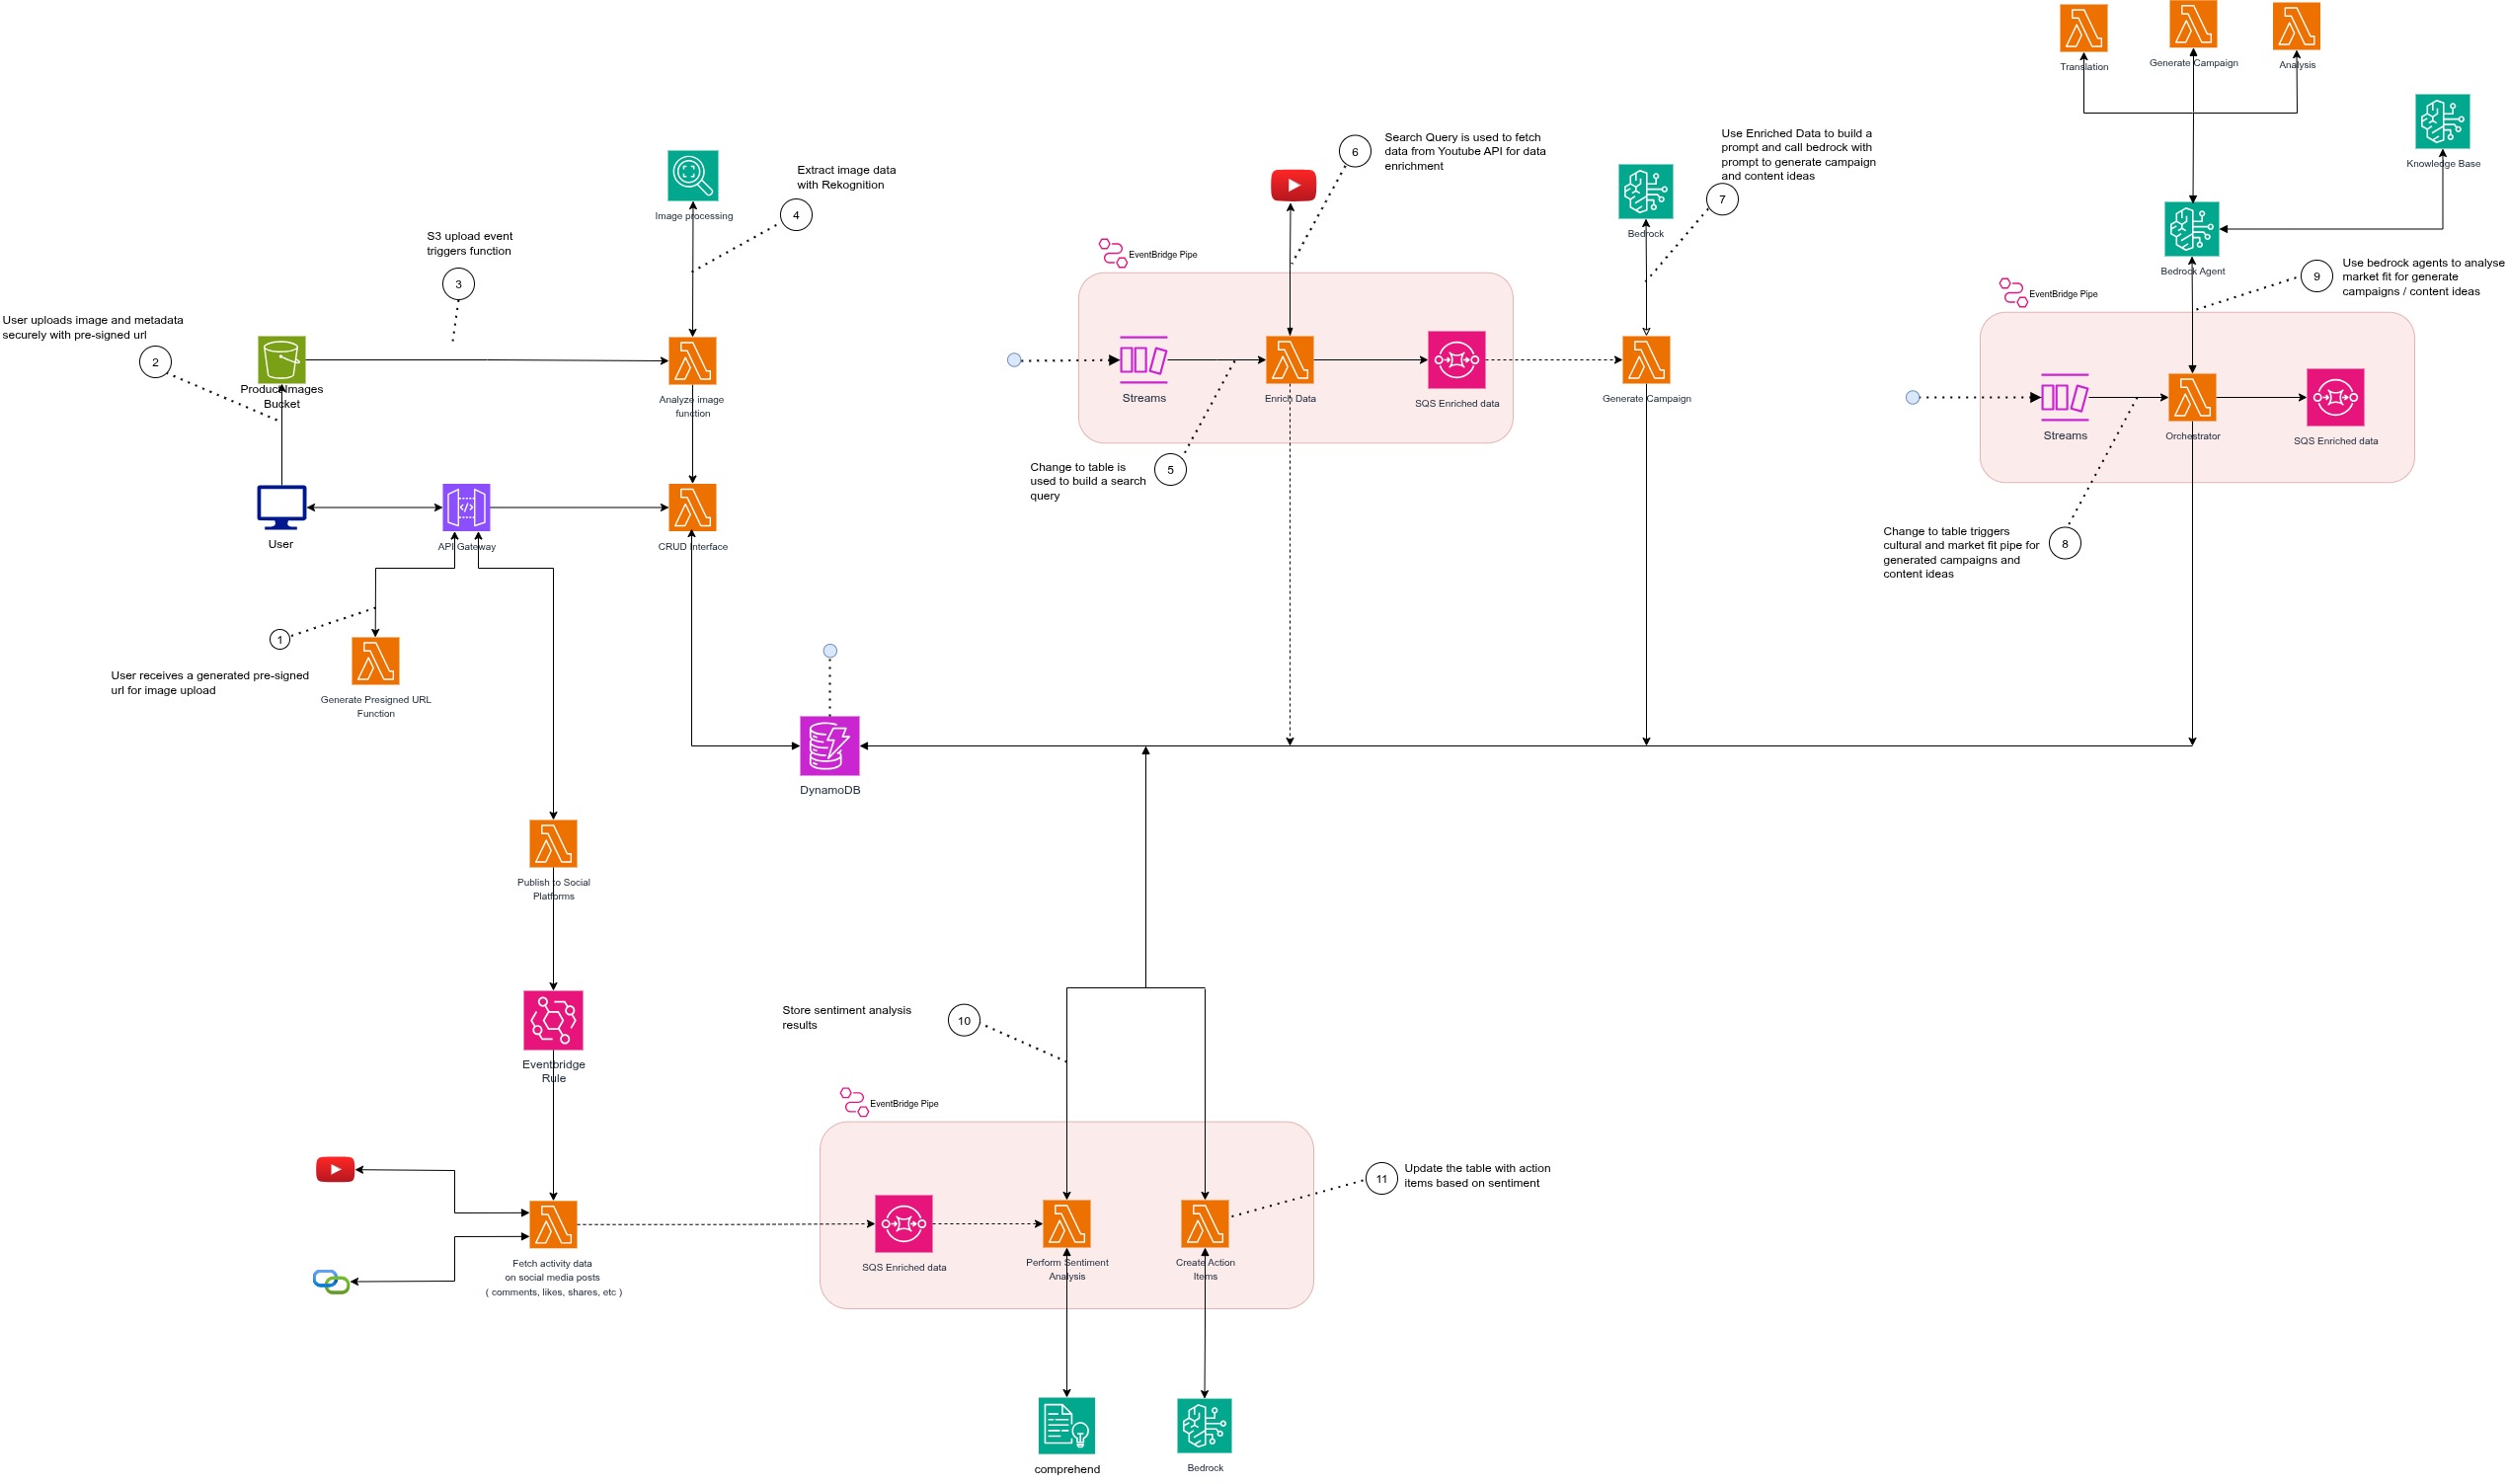 Translation
Generate Campaign
Analysis
Knowledge Base
Use Enriched Data to build a
prompt and call bedrock with
prompt to generate campaign
and content ideas
7
Search Query is used to fetch
data from Youtube API for data
enrichment
6
Extract image data
with Rekognition
4
Image processing
Bedrock
Bedrock Agent
S3 upload event
triggers function
3
EventBridge Pipe
EventBridge Pipe
9
Use bedrock agents to analyse
market fit for generate
campaigns / content ideas
User uploads image and metadata
securely with pre-signed url
2
Product Images
Bucket
Analyze image
function
Streams
Enrich Data
SQS Enriched data
Generate Campaign
Streams
Orchestrator
SQS Enriched data
Change to table is
used to build a search
query
5
User
API Gateway
CRUD Interface
Change to table triggers
cultural and market fit pipe for
generated campaigns and
content ideas
8
1
User receives a generated pre-signed
url for image upload
Generate Presigned URL
Function
DynamoDB
Publish to Social
Platforms
Store sentiment analysis
results
10
Eventbridge
Rule
EventBridge Pipe
11
Update the table with action
items based on sentiment
SQS Enriched data
Perform Sentiment
Analysis
Create Action
Items
Fetch activity data
on social media posts
( comments, likes, shares, etc )
comprehend
Bedrock